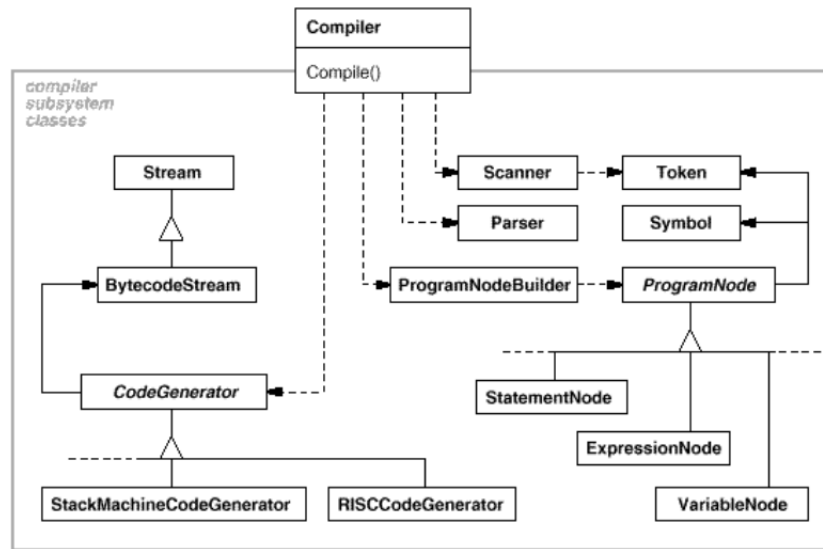 Compiler
Compile()
compiler
subsystem
classes
Stream
Scanner
Token
Parser
Symbol
BytecodeStream
ProgramNodeBuilder
ProgramNode
CodeGenerator
StatementNode
ExpressionNode
StackMachineCodeGenerator
RISCCodeGenerator
VariableNode